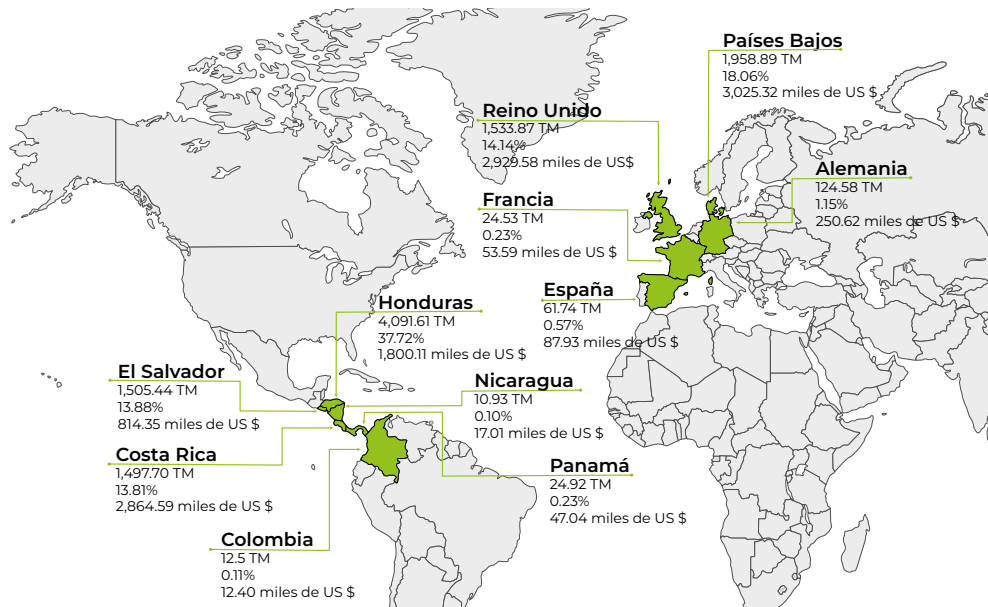 Países Bajos
1,958.89 TM
18.06%
3,025.32 miles de US $
Reino Unido
1,533.87 TM
14.14%
2,929.58 miles de US$
Alemania
124.58 TM
1.15%
250.62 miles de US $
Francia
24.53 TM
0.23%
53.59 miles de US $
España
61.74 TM
0.57%
87.93 miles de US $
Honduras
4,091.61 TM
37.72%
1,800.11 miles de US $
El Salvador
1,505.44 TM
13.88%
814.35 miles de US $
Nicaragua
10.93 TM
0.10%
17.01 miles de US $
Costa Rica
1,497.70 TM
13.81%
2,864.59 miles de US $
Panamá
24.92 TM
0.23%
47.04 miles de US $
Colombia
12.5 TM
0.11%
12.40 miles de US $